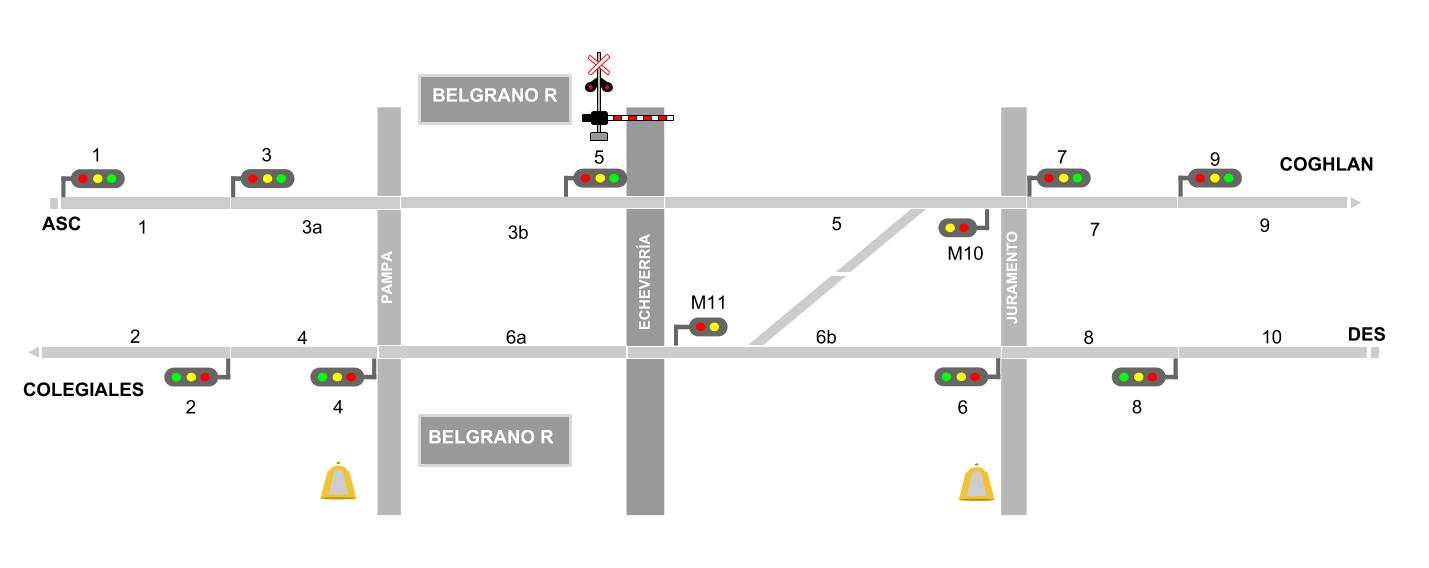 BELGRANO R
1
3
5
7
9
COGHLAN
ASC
1
3a
3b
5
7
9
M10
PAMPA
ECHEVERRÍA
JURAMENTO
M11
2
4
6a
6b
8
10
DES
COLEGIALES
2
4
6
8
BELGRANO R